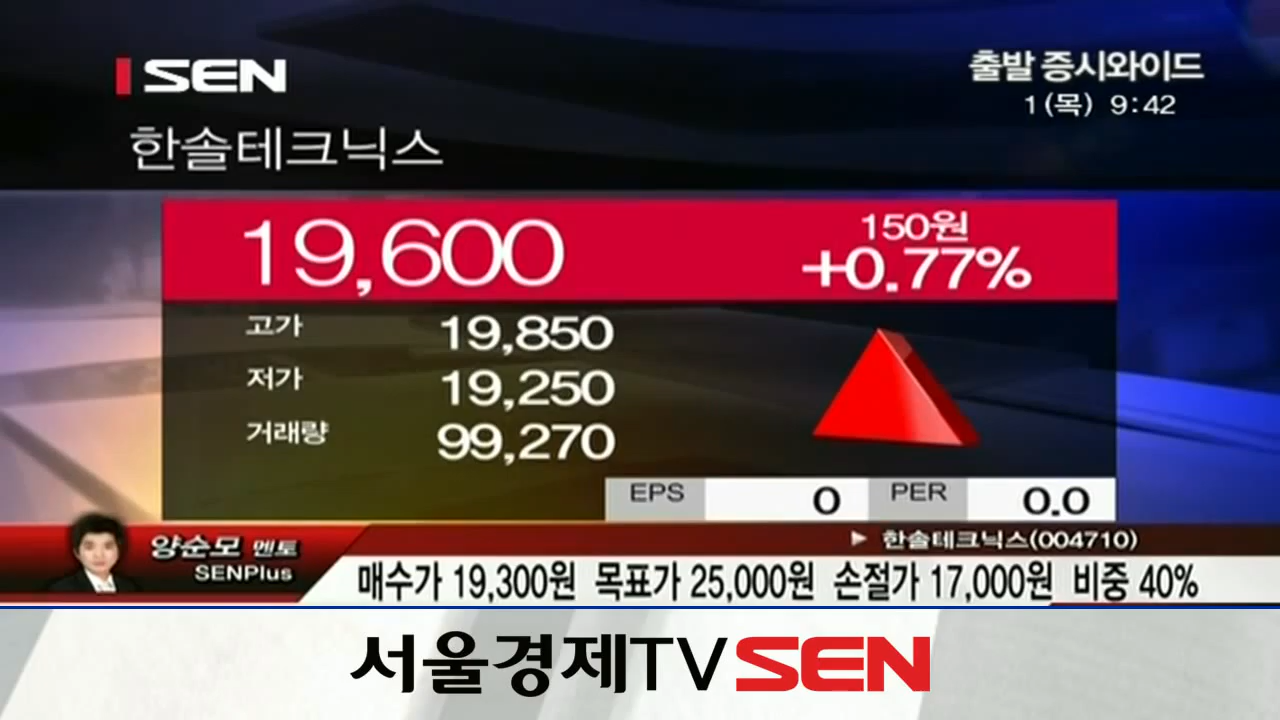 SEN
출발 증시와이드
1(목) 9:42
한솔테크닉스
19,600
150원
+0.77%
고가 19,850
저가 19,250
거래량 99,270
EPS 0 PER 0.0
양순모 멘토
SENPlus
▶ 한솔테크닉스(004710)
매수가 19,300원 목표가 25,000원 손절가 17,000원 비중 40%
서울경제TV SEN